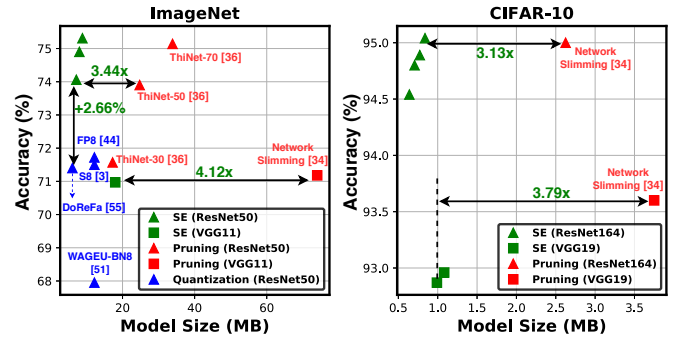 ImageNet
Accuracy (%)
75
74
73
72
71
70
69
68
3.44x
+2.66%
ThiNet-70 [36]
ThiNet-50 [36]
FP8 [44]
ThiNet-30 [36]
S8 [3]
DoReFa [55]
Network
Slimming [34]
4.12x
WAGEU-BN8
[51]
SE (ResNet50)
SE (VGG11)
Pruning (ResNet50)
Pruning (VGG11)
Quantization (ResNet50)
20
40
60
Model Size (MB)
CIFAR-10
Accuracy (%)
95.0
94.5
94.0
93.5
93.0
3.13x
Network
Slimming [34]
Network
Slimming [34]
3.79x
SE (ResNet164)
SE (VGG19)
Pruning (ResNet164)
Pruning (VGG19)
0.5
1.0
1.5
2.0
2.5
3.0
3.5
Model Size (MB)